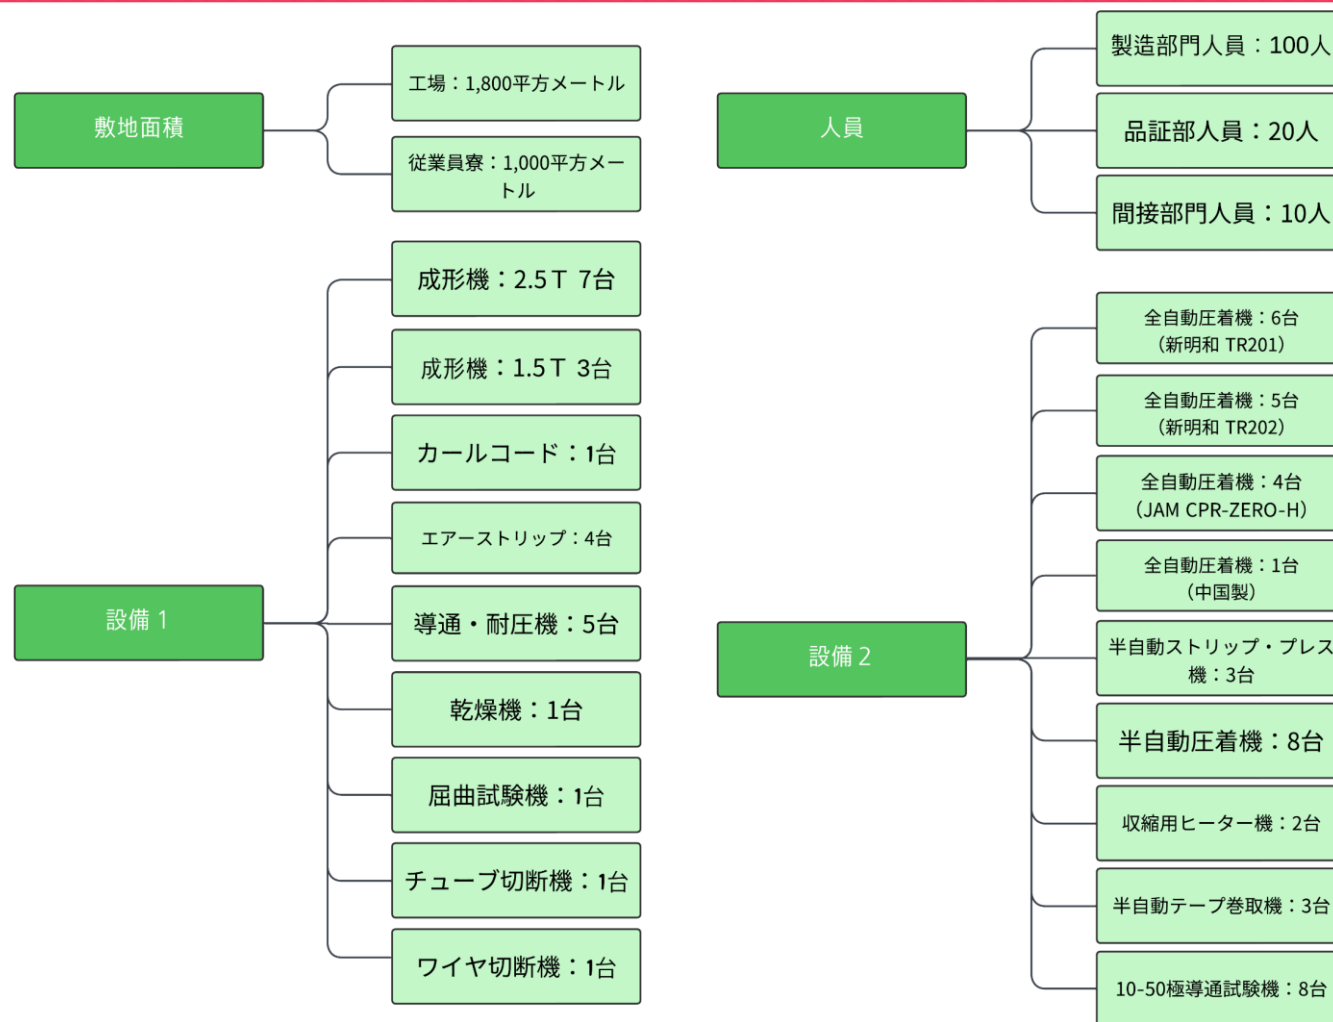 敷地面積
工場：1,800平方メートル
従業員寮：1,000平方メー
トル
人員
製造部門人員：100人
品証部人員：20人
間接部門人員：10人
設備 1
成形機：2.5Ｔ 7台
成形機：1.5Ｔ 3台
カールコード：1台
エアーストリップ：4台
導通・耐圧機：5台
乾燥機：1台
屈曲試験機：1台
チューブ切断機：1台
ワイヤ切断機：1台
設備 2
全自動圧着機：6台
（新明和 TR201）
全自動圧着機：5台
（新明和 TR202）
全自動圧着機：4台
（JAM CPR-ZERO-H）
全自動圧着機：1台
（中国製）
半自動ストリップ・プレス
機：3台
半自動圧着機：8台
収縮用ヒーター機：2台
半自動テープ巻取機：3台
10-50極導通試験機：8台